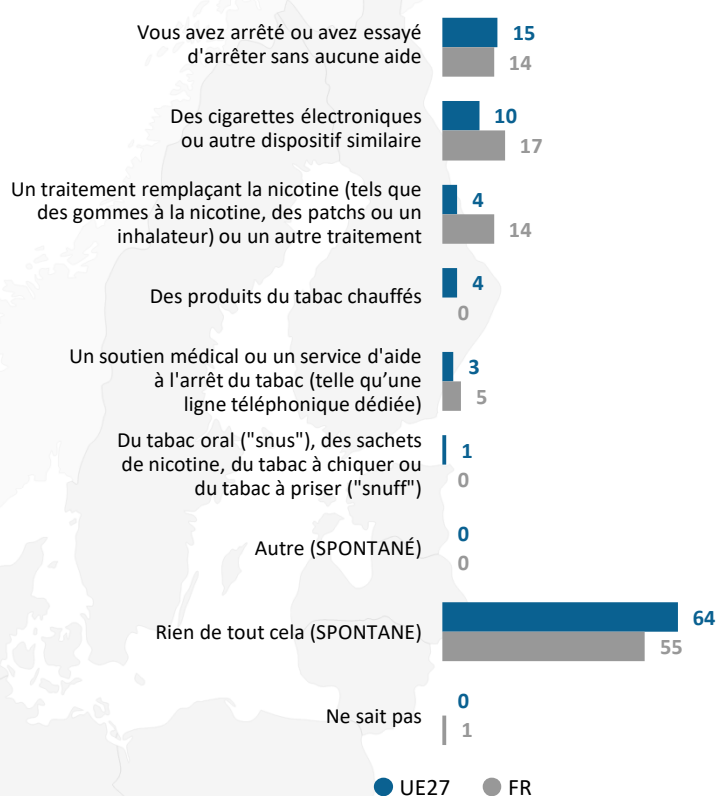 Vous avez arrêté ou avez essayé
d'arrêter sans aucune aide
15
14
Des cigarettes électroniques
ou autre dispositif similaire
10
17
Un traitement remplaçant la nicotine (tels que
des gommes à la nicotine, des patchs ou un
inhalateur) ou un autre traitement
4
14
Des produits du tabac chauffés
4
0
Un soutien médical ou un service d'aide
à l'arrêt du tabac (telle qu’une
ligne téléphonique dédiée)
3
5
Du tabac oral ("snus"), des sachets
de nicotine, du tabac à chiquer ou
du tabac à priser ("snuff")
1
0
Autre (SPONTANÉ)
0
0
Rien de tout cela (SPONTANE)
64
55
Ne sait pas
0
1
UE27 FR